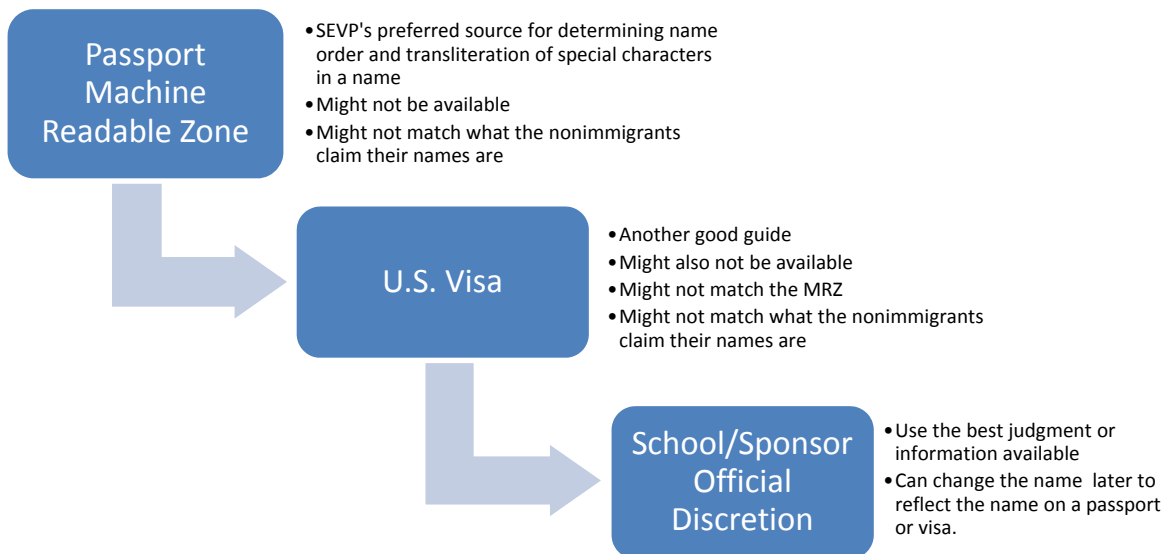 Passport
Machine
Readable Zone
•SEVP's preferred source for determining name
order and transliteration of special characters
in a name
•Might not be available
•Might not match what the nonimmigrants
claim their names are
U.S. Visa
•Another good guide
•Might also not be available
•Might not match the MRZ
•Might not match what the nonimmigrants
claim their names are
School/Sponsor
Official
Discretion
•Use the best judgment or
information available
•Can change the name  later to
reflect the name on a passport
or visa.